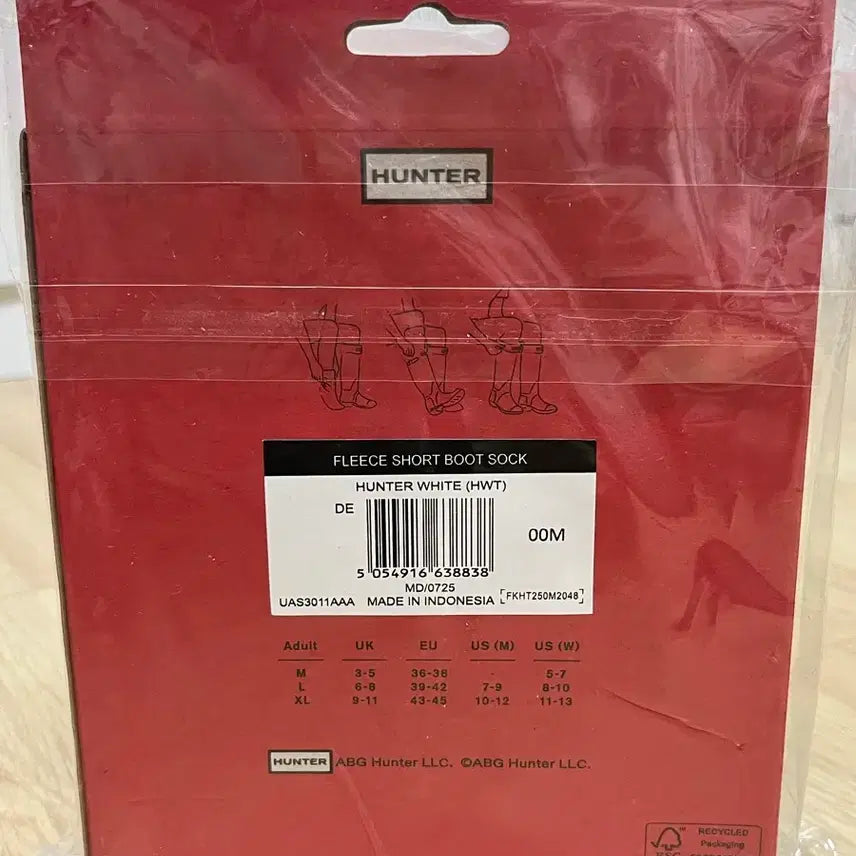 HUNTER
FLEECE SHORT BOOT SOCK
HUNTER WHITE (HWT)
DE
00M
5 054916 638838
MD/0725
UAS3011AAA MADE IN INDONESIA [FKHT250M2048]
Adult UK EU US (M) US (W)
M 3-5 36-38 - 5-7
L 6-8 39-42 7-9 8-10
XL 9-11 43-45 10-12 11-13
HUNTER ABG Hunter LLC. ©ABG Hunter LLC.
RECYCLED
Packaging